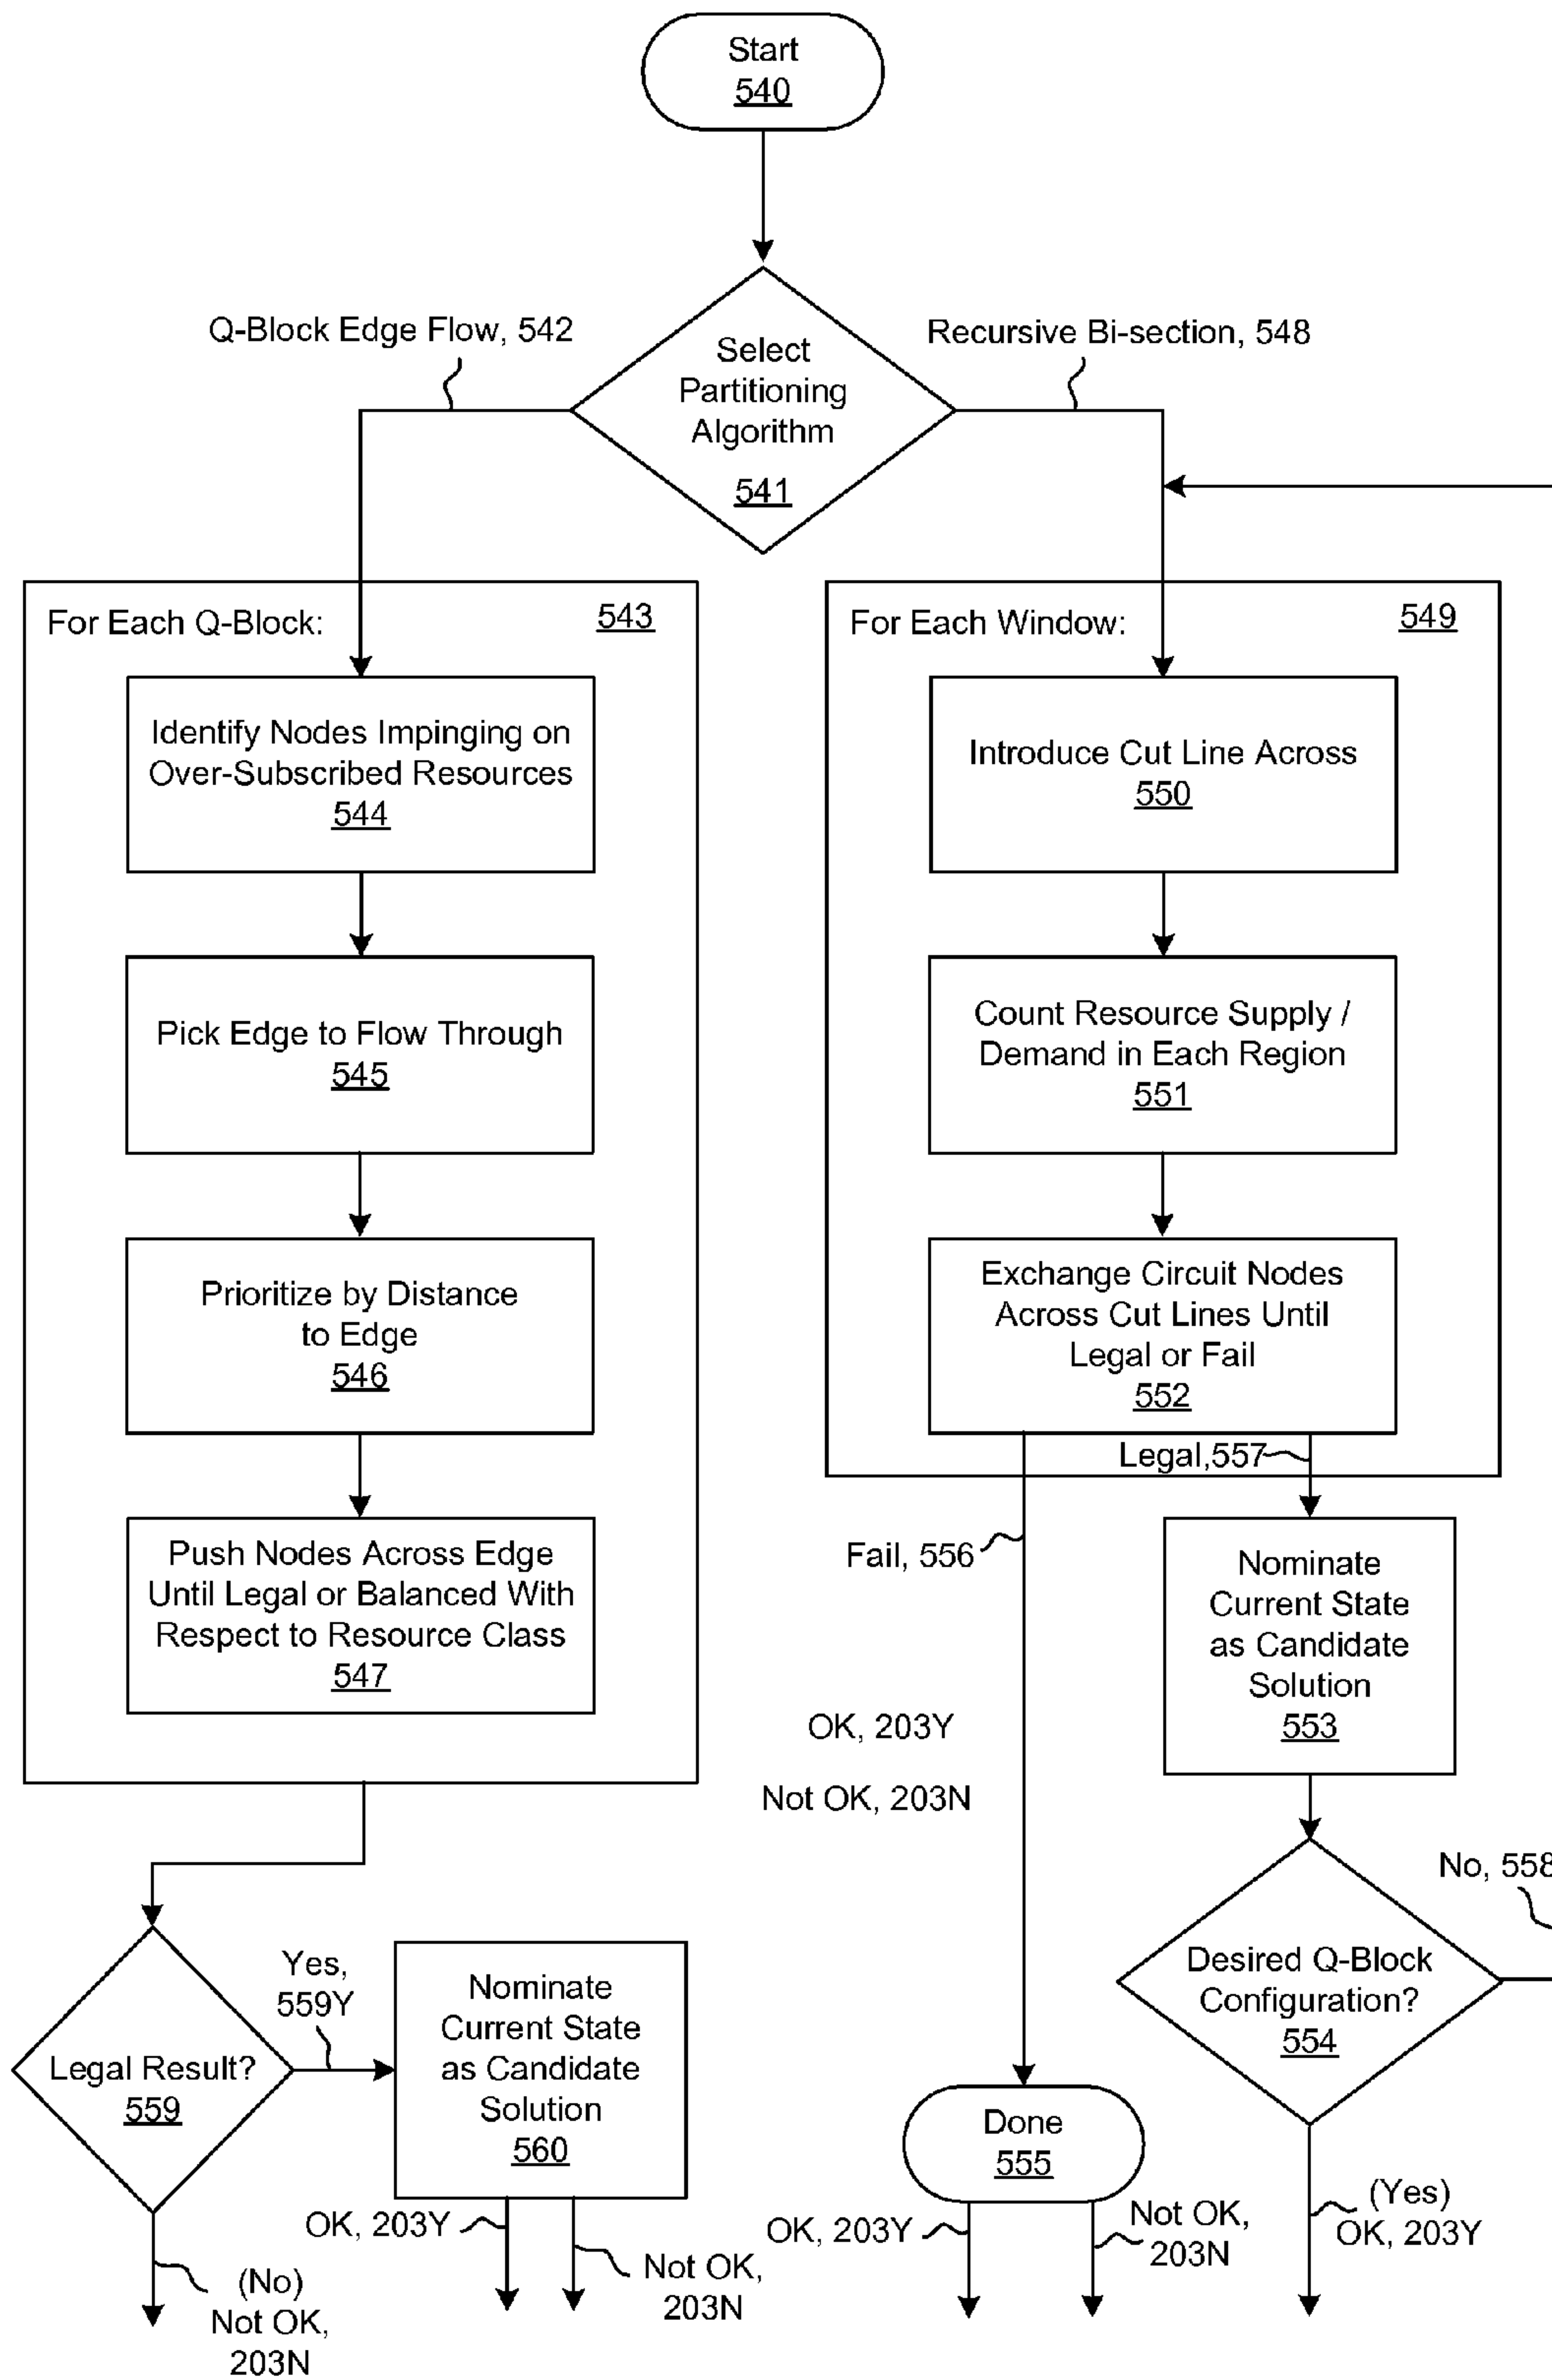 Start
540
Q-Block Edge Flow, 542
Recursive Bi-section, 548
Select
Partitioning
Algorithm
541
For Each Q-Block:
543
Identify Nodes Impinging on
Over-Subscribed Resources
544
Pick Edge to Flow Through
545
Prioritize by Distance
to Edge
546
Push Nodes Across Edge
Until Legal or Balanced With
Respect to Resource Class
547
For Each Window:
549
Introduce Cut Line Across
550
Count Resource Supply /
Demand in Each Region
551
Exchange Circuit Nodes
Across Cut Lines Until
Legal or Fail
552
Legal,557
Fail, 556
Nominate
Current State
as Candidate
Solution
553
OK, 203Y
Not OK, 203N
No, 558
Desired Q-Block
Configuration?
554
Yes,
559Y
Legal Result?
559
Nominate
Current State
as Candidate
Solution
560
Done
555
(No)
Not OK,
203N
OK, 203Y
Not OK,
203N
OK, 203Y
Not OK,
203N
(Yes)
OK, 203Y